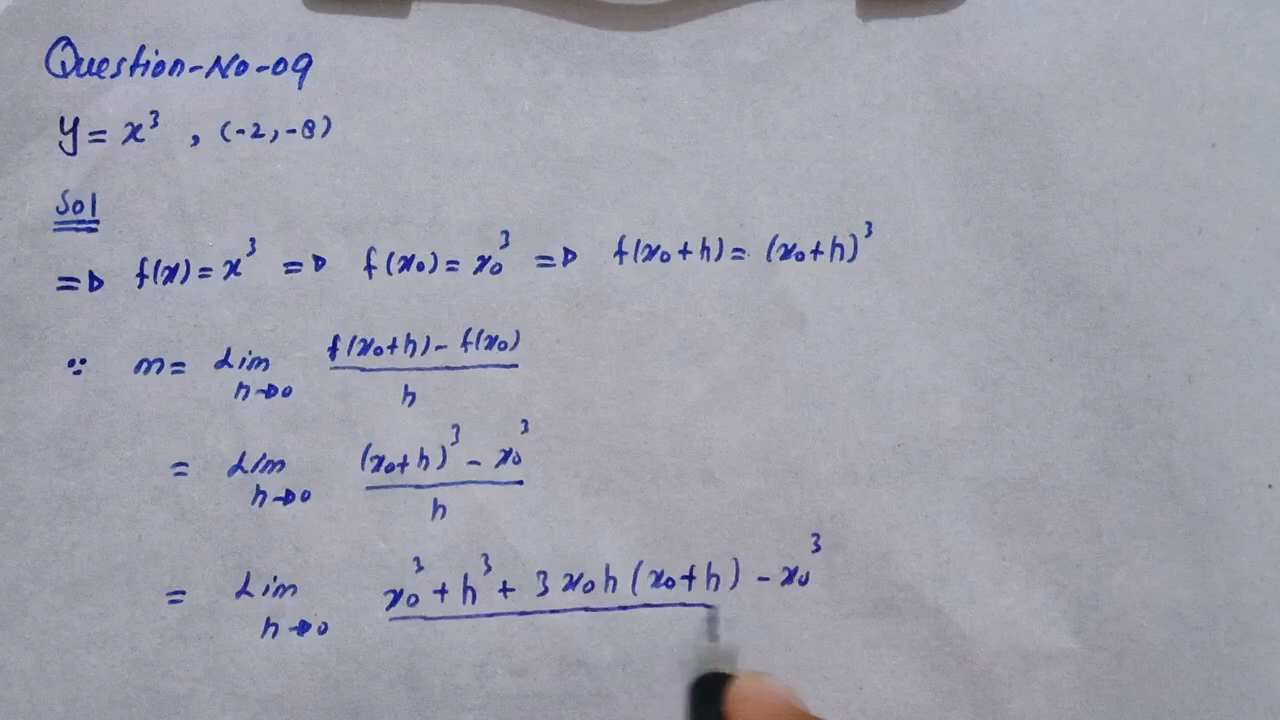 Question-No-09
y = x³ , (-2,-8)
Sol
⇒ f(x) = x³ ⇒ f(x₀) = x₀³ ⇒ f(x₀+h) = (x₀+h)³
∵ m = Lim h→0 f(x₀+h) - f(x₀) / h
= Lim h→0 (x₀+h)³ - x₀³ / h
= Lim h→0 x₀³ + h³ + 3x₀h(x₀+h) - x₀³